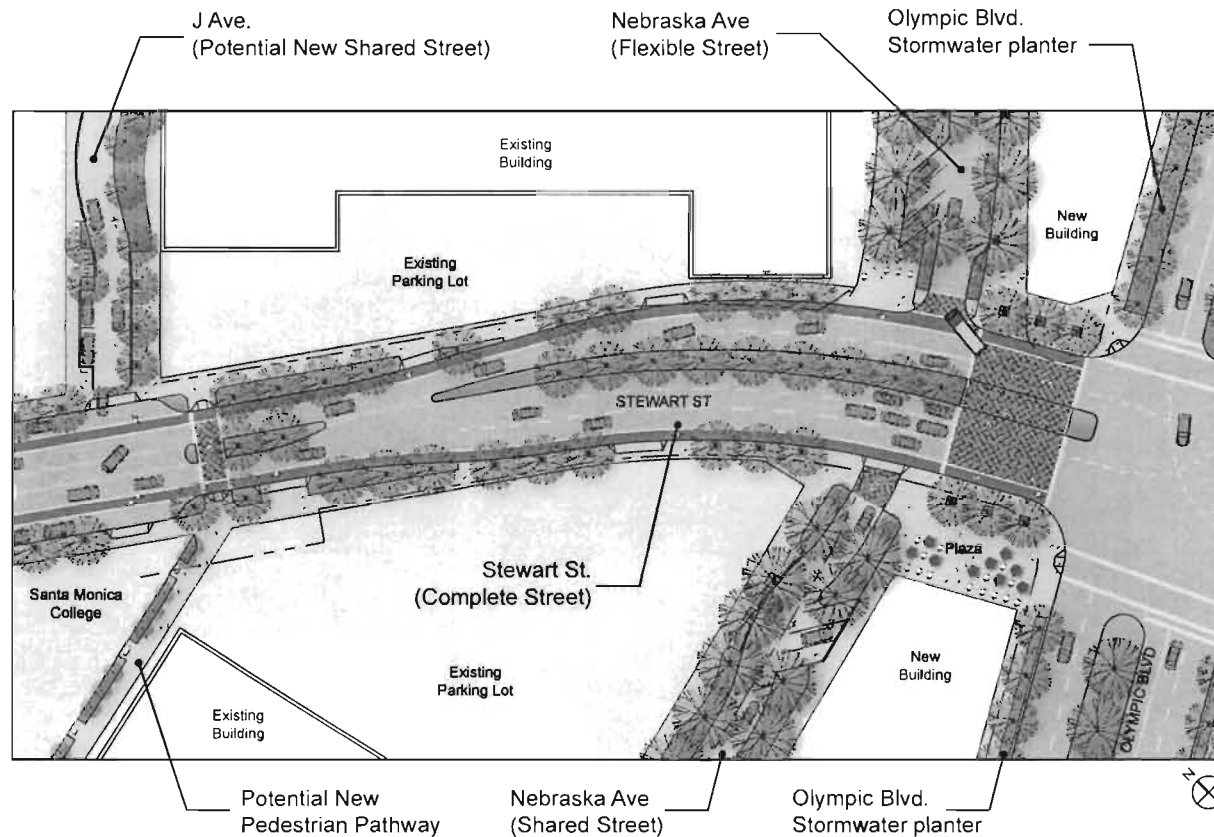 J Ave.
(Potential New Shared Street)
Nebraska Ave
(Flexible Street)
Olympic Blvd.
Stormwater planter
Existing
Building
New
Building
Existing
Parking Lot
STEWART ST
Stewart St.
(Complete Street)
Plaza
Santa Monica
College
Existing
Parking Lot
New
Building
OLYMPIC BLVD
Existing
Building
Potential New
Pedestrian Pathway
Nebraska Ave
(Shared Street)
Olympic Blvd.
Stormwater planter
N